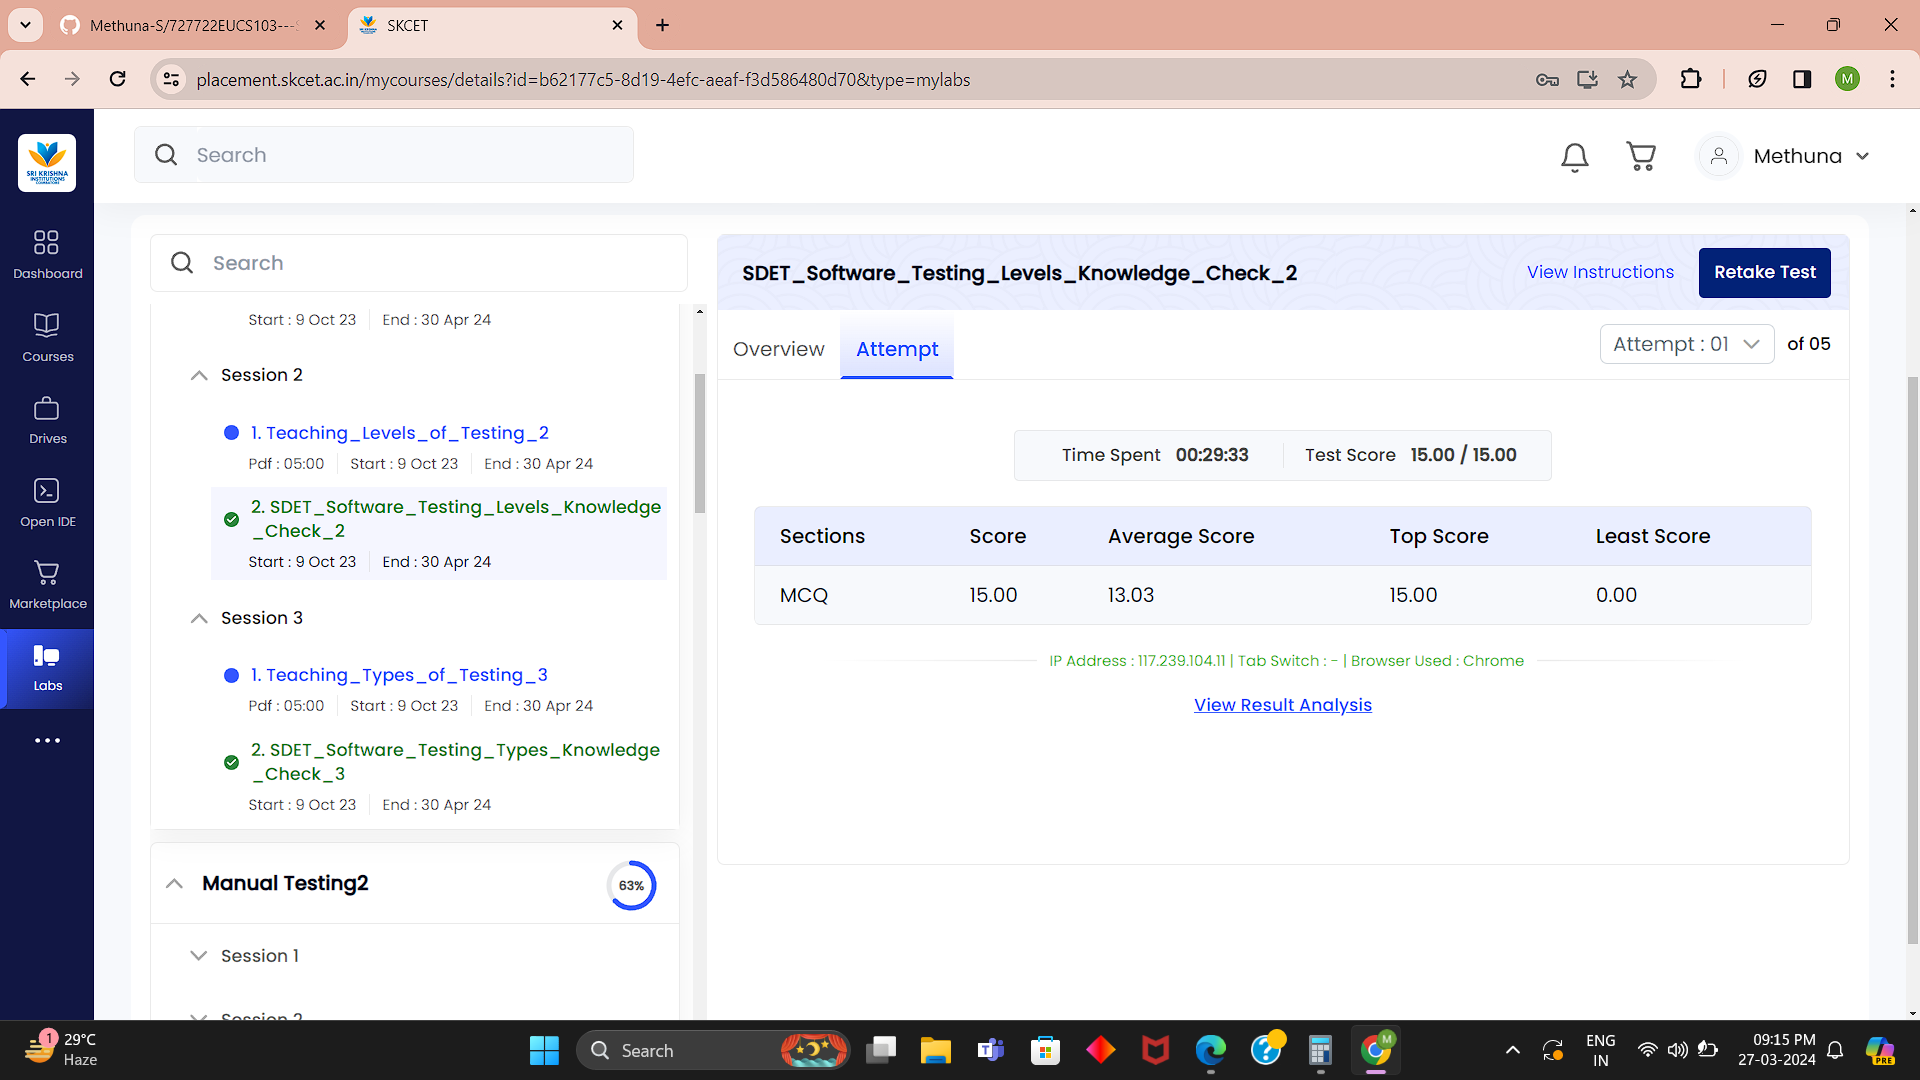 Methuna-S/727722EUCS103---
SKCET
placement.skcet.ac.in/mycourses/details?id=b62177c5-8d19-4efc-aeaf-f3d586480d70&type=mylabs
M
SRI KRISHNA
INSTITUTIONS
Search
Methuna
Dashboard
Courses
Drives
Open IDE
Marketplace
Labs
Search
Start : 9 Oct 23 End : 30 Apr 24
Session 2
1. Teaching_Levels_of_Testing_2
Pdf : 05:00 Start : 9 Oct 23 End : 30 Apr 24
2. SDET_Software_Testing_Levels_Knowledge
_Check_2
Start : 9 Oct 23 End : 30 Apr 24
Session 3
1. Teaching_Types_of_Testing_3
Pdf : 05:00 Start : 9 Oct 23 End : 30 Apr 24
2. SDET_Software_Testing_Types_Knowledge
_Check_3
Start : 9 Oct 23 End : 30 Apr 24
Manual Testing2 63%
Session 1
Session 2
SDET_Software_Testing_Levels_Knowledge_Check_2 View Instructions Retake Test
Overview Attempt Attempt : 01 of 05
Time Spent 00:29:33 Test Score 15.00 / 15.00
Sections Score Average Score Top Score Least Score
MCQ 15.00 13.03 15.00 0.00
IP Address : 117.239.104.11 | Tab Switch : - | Browser Used : Chrome
View Result Analysis
1
29°C
Haze
Search
M
ENG
IN
09:15 PM
27-03-2024
PRE